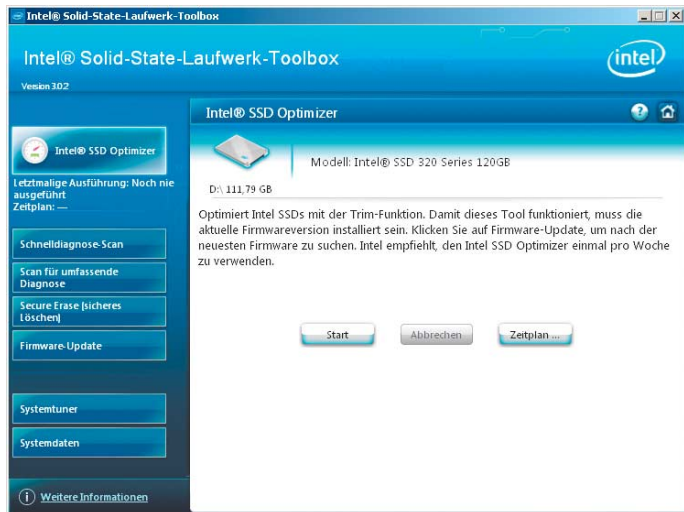 Intel® Solid-State-Laufwerk-Toolbox
Intel® Solid-State-Laufwerk-Toolbox
Version 3.0.2
intel
Intel® SSD Optimizer
Letztmalige Ausführung: Noch nie
ausgeführt
Zeitplan: —
Schnelldiagnose-Scan
Scan für umfassende
Diagnose
Secure Erase (sicheres
Löschen)
Firmware-Update
Systemtuner
Systemdaten
i Weitere Informationen
Intel® SSD Optimizer
?
Modell: Intel® SSD 320 Series 120GB
D:\ 111,79 GB
Optimiert Intel SSDs mit der Trim-Funktion. Damit dieses Tool funktioniert, muss die
aktuelle Firmwareversion installiert sein. Klicken Sie auf Firmware-Update, um nach der
neuesten Firmware zu suchen. Intel empfiehlt, den Intel SSD Optimizer einmal pro Woche
zu verwenden.
Start Abbrechen Zeitplan ...